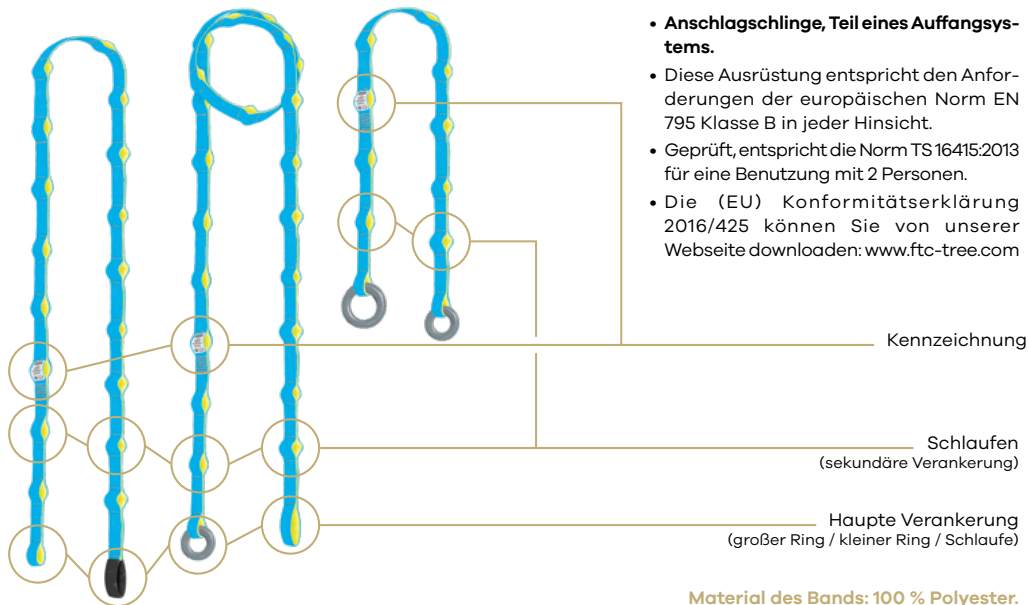 • Anschlagschlinge, Teil eines Auffangsys-
tems.
• Diese Ausrüstung entspricht den Anfor-
derungen der europäischen Norm EN
795 Klasse B in jeder Hinsicht.
• Geprüft, entspricht die Norm TS 16415:2013
für eine Benutzung mit 2 Personen.
• Die (EU) Konformitätserklärung
2016/425 können Sie von unserer
Webseite downloaden: www.ftc-tree.com
Kennzeichnung
Schlaufen
(sekundäre Verankerung)
Haupte Verankerung
(großer Ring / kleiner Ring / Schlaufe)
Material des Bands: 100 % Polyester.